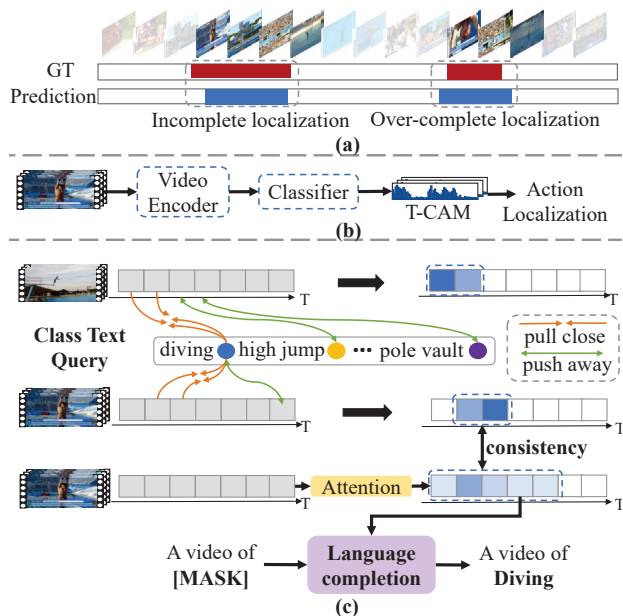 GT
Prediction
Incomplete localization
Over-complete localization
(a)
Video
Encoder
Classifier
T-CAM
Action
Localization
(b)
T
T
Class Text
Query
diving
high jump
••• pole vault
pull close
push away
T
T
consistency
Attention
T
T
A video of
[MASK]
Language
completion
A video of
Diving
(c)